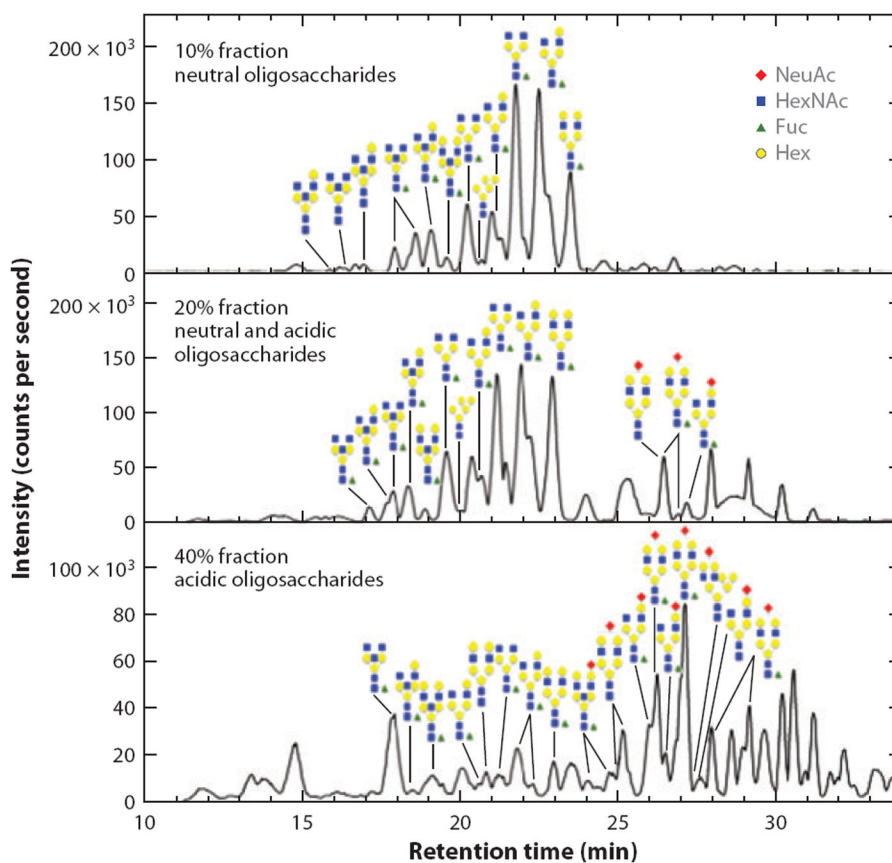 Intensity (counts per second)
200 × 10³
150
100
50
0
10% fraction
neutral oligosaccharides
NeuAc
HexNAc
Fuc
Hex
200 × 10³
150
100
50
0
20% fraction
neutral and acidic
oligosaccharides
100 × 10³
80
60
40
20
0
40% fraction
acidic oligosaccharides
10
15
20
25
30
Retention time (min)